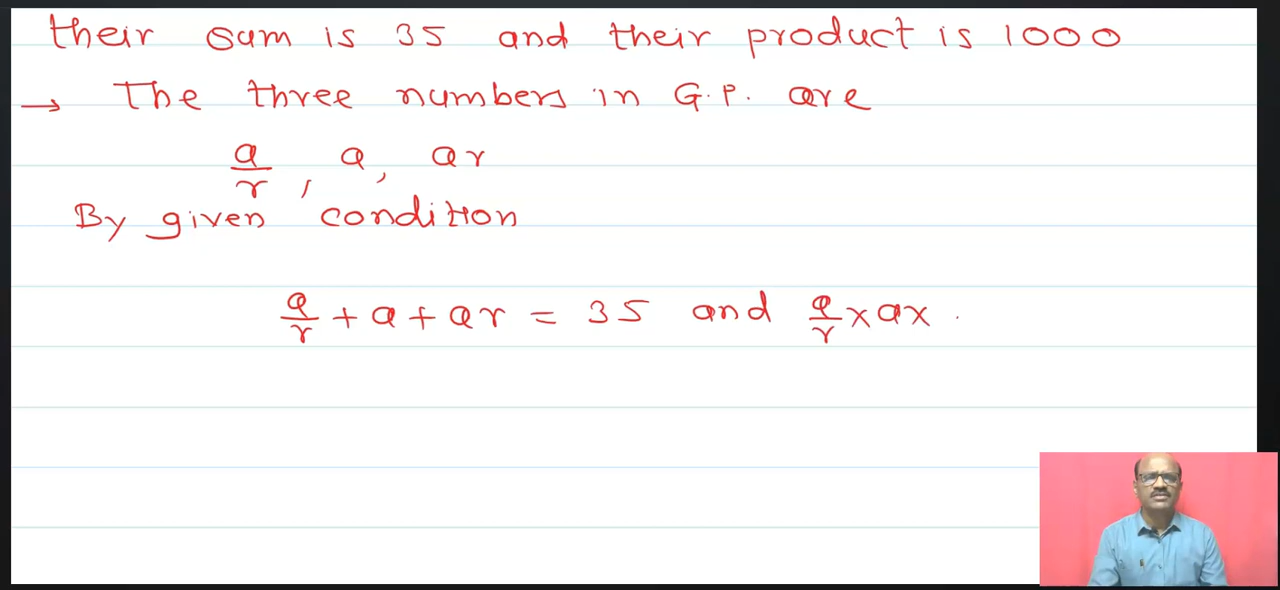 their sum is 35 and their product is 1000
→ The three numbers in G.P. are
a/r , a, ar
By given condition
a/r + a + ar = 35 and a/r × a ×